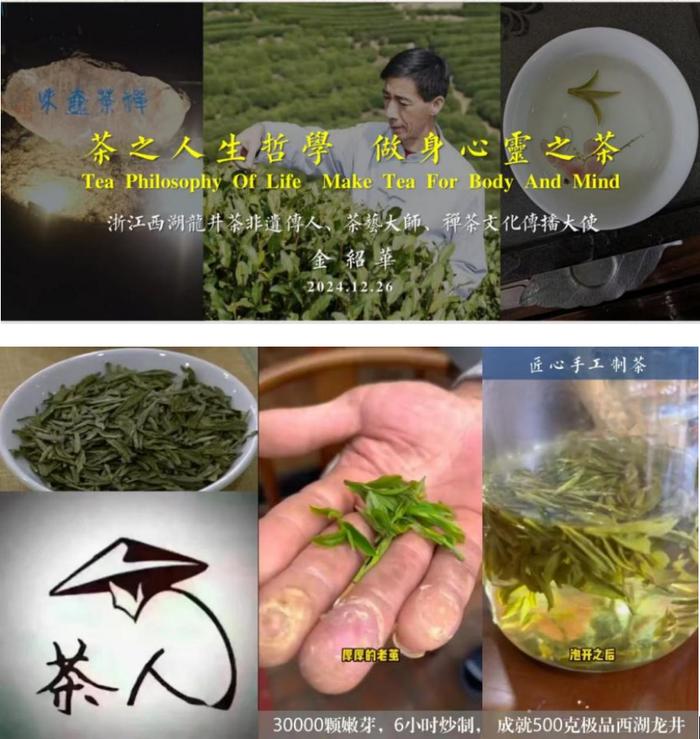 禅茶壺味
茶之人生哲學 做身心靈之茶
Tea Philosophy Of Life Make Tea For Body And Mind
浙江西湖龍井茶非遺傳人、茶藝大師、禪茶文化傳播大使
金紹華
2024.12.26
匠心手工制茶
茶人
厚厚的老茧
泡开之后
30000颗嫩芽，6小时炒制，
成就500克极品西湖龙井